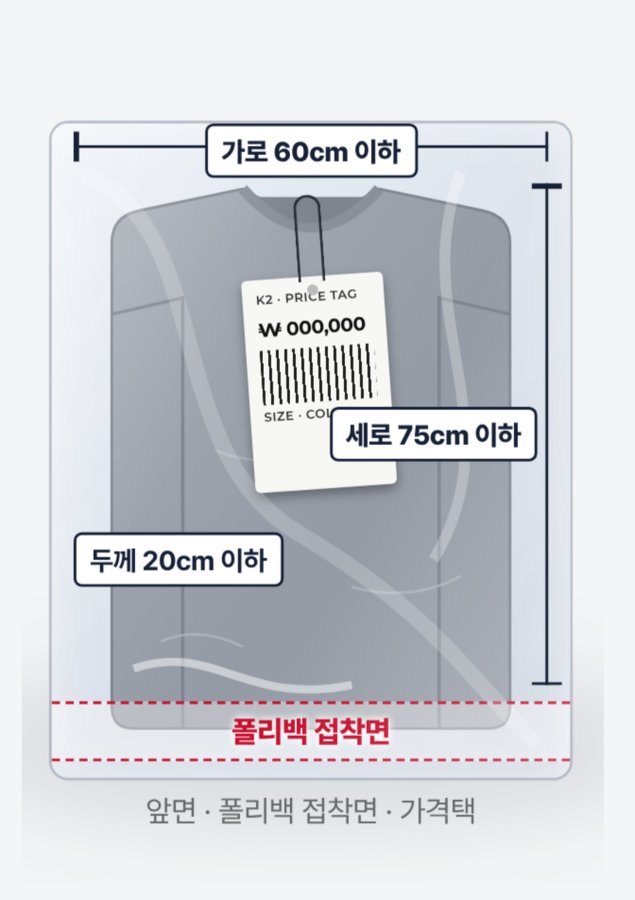 가로 60cm 이하
K2 · PRICE TAG
₩ 000,000
SIZE ·
세로 75cm 이하
두께 20cm 이하
폴리백 접착면
앞면 · 폴리백 접착면 · 가격택